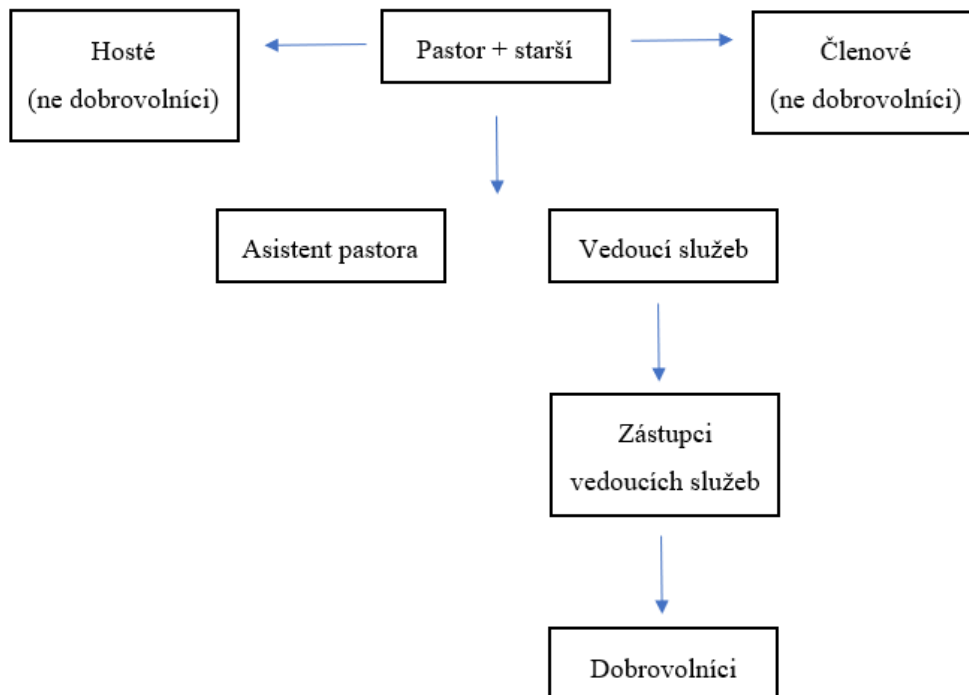 Hosté
(ne dobrovolníci)
Pastor + starší
Členové
(ne dobrovolníci)
Asistent pastora
Vedoucí služeb
Zástupci
vedoucích služeb
Dobrovolníci